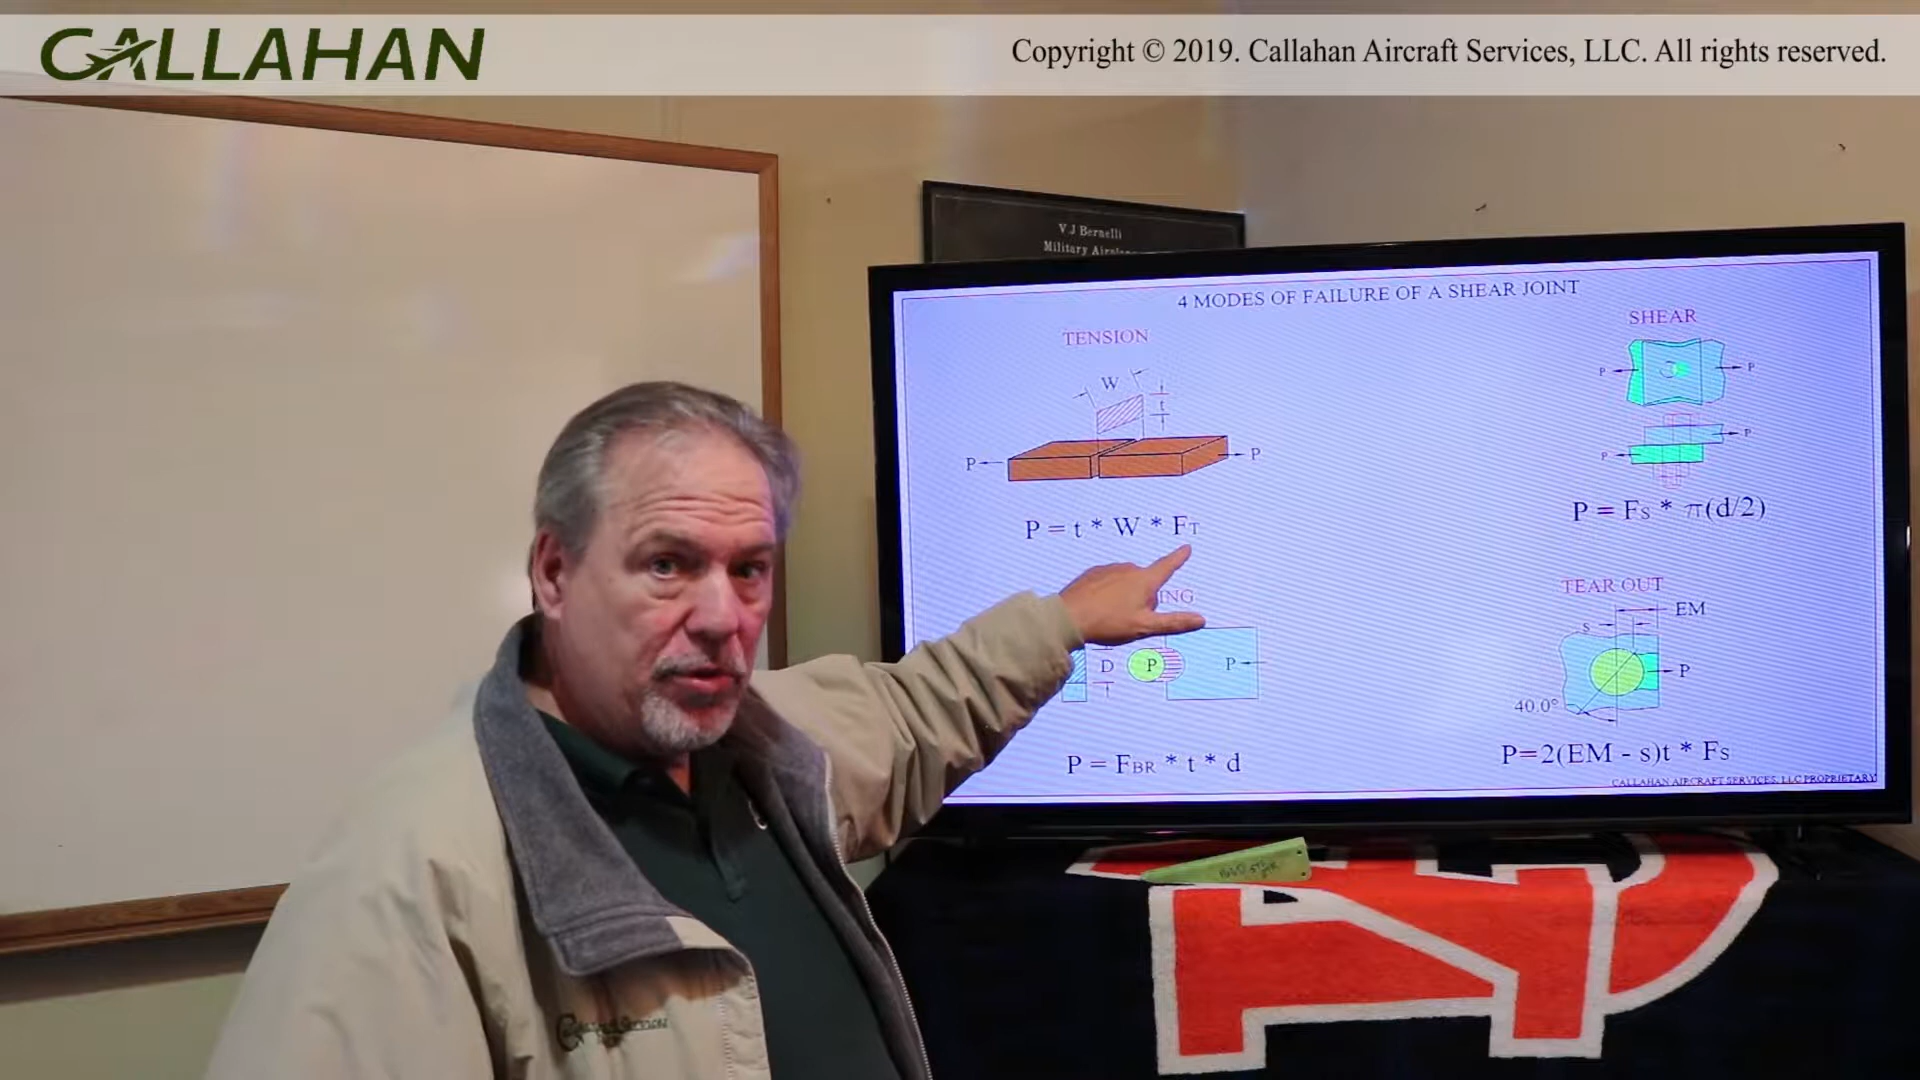 CALLAHAN
Copyright © 2019. Callahan Aircraft Services, LLC. All rights reserved.
V J Bernelli
Military
4 MODES OF FAILURE OF A SHEAR JOINT
TENSION
W
t
P
P
P = t * W * FT
SHEAR
P
P
P
P
P = Fs * π(d/2)
ING
D
P
P
P = FBR * t * d
TEAR OUT
EM
s
P
40.0°
P=2(EM - s)t * Fs
CALLAHAN AIRCRAFT SERVICES, LLC PROPRIETARY